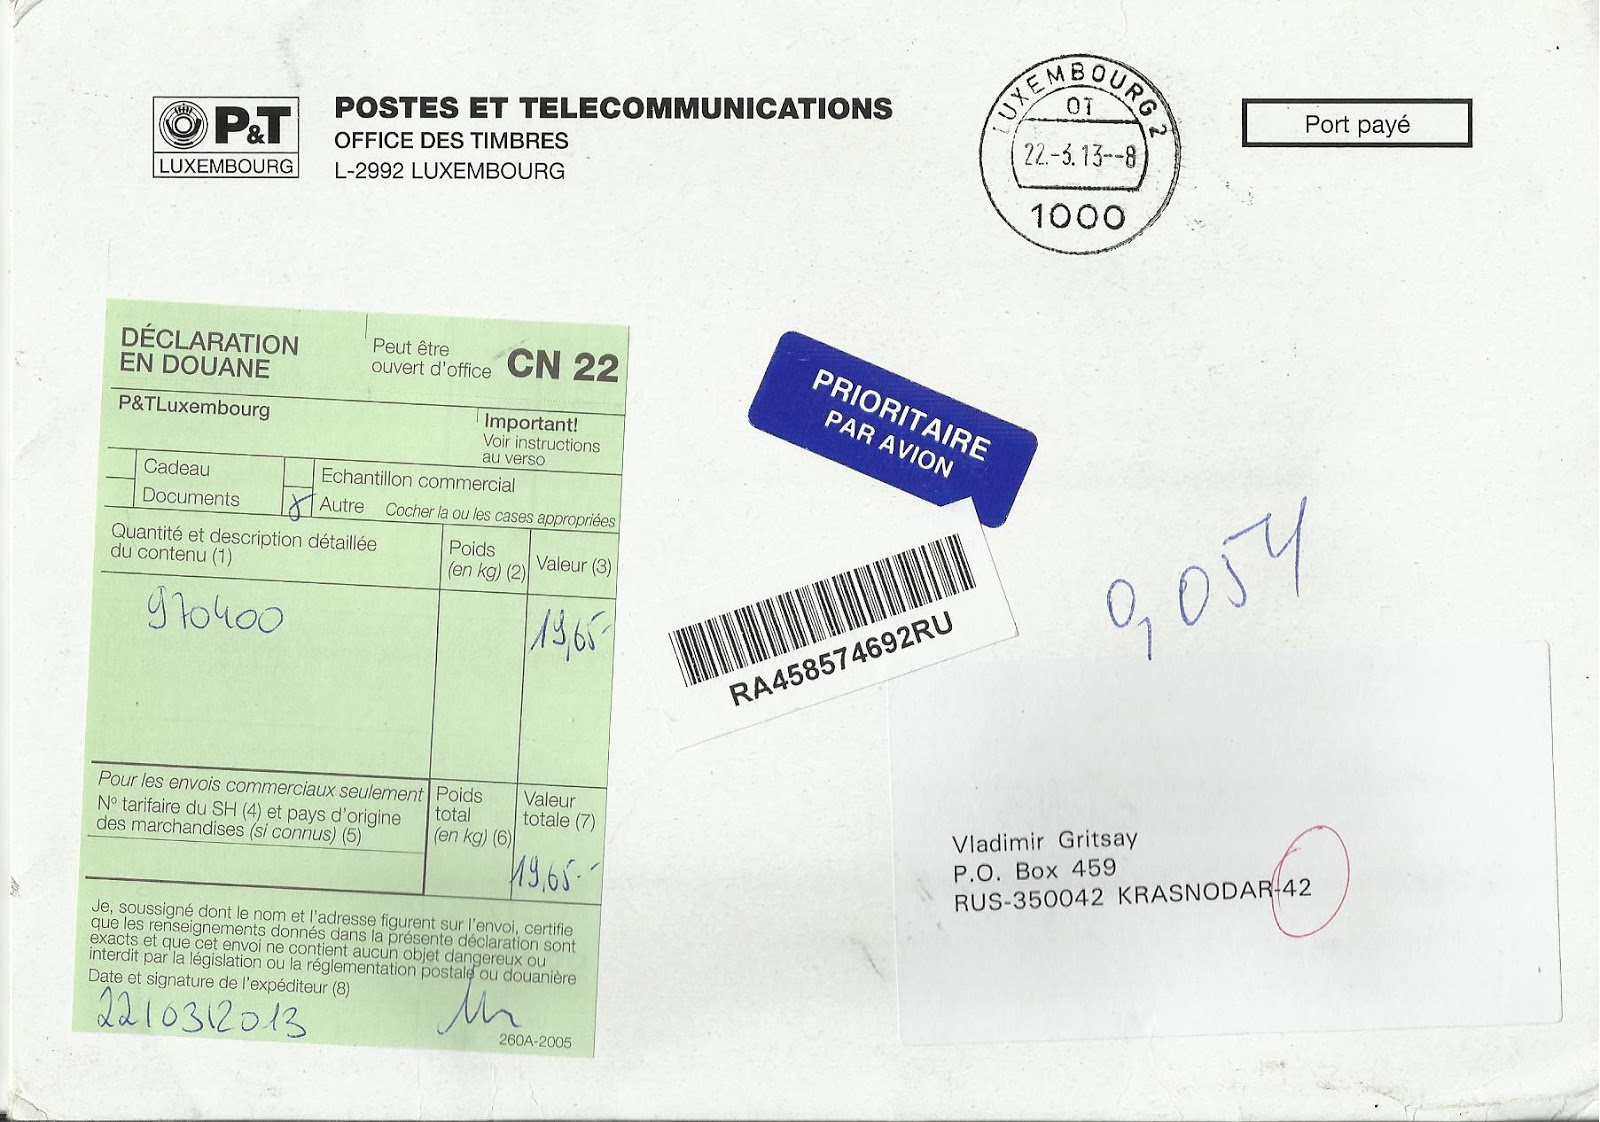 P&T
LUXEMBOURG
POSTES ET TELECOMMUNICATIONS
OFFICE DES TIMBRES
L-2992 LUXEMBOURG
LUXEMBOURG 2
OT
22.-3.13--8
1000
Port payé
DÉCLARATION
EN DOUANE
Peut être
ouvert d'office
CN 22
P&TLuxembourg
Important!
Voir instructions
au verso
Cadeau
Documents
Echantillon commercial
Autre Cocher la ou les cases appropriées
Quantité et description détaillée
du contenu (1)
Poids
(en kg) (2)
Valeur (3)
970400
19,65-
Pour les envois commerciaux seulement
N° tarifaire du SH (4) et pays d'origine
des marchandises (si connus) (5)
Poids
total
(en kg) (6)
Valeur
totale (7)
19,65.-
Je, soussigné dont le nom et l'adresse figurent sur l'envoi, certifie
que les renseignements donnés dans la présente déclaration sont
exacts et que cet envoi ne contient aucun objet dangereux ou
interdit par la législation ou la réglementation postale ou douanière
Date et signature de l'expéditeur (8)
22/03/2013
260A-2005
PRIORITAIRE
PAR AVION
RA458574692RU
0,054
Vladimir Gritsay
P.O. Box 459
RUS-350042 KRASNODAR-42